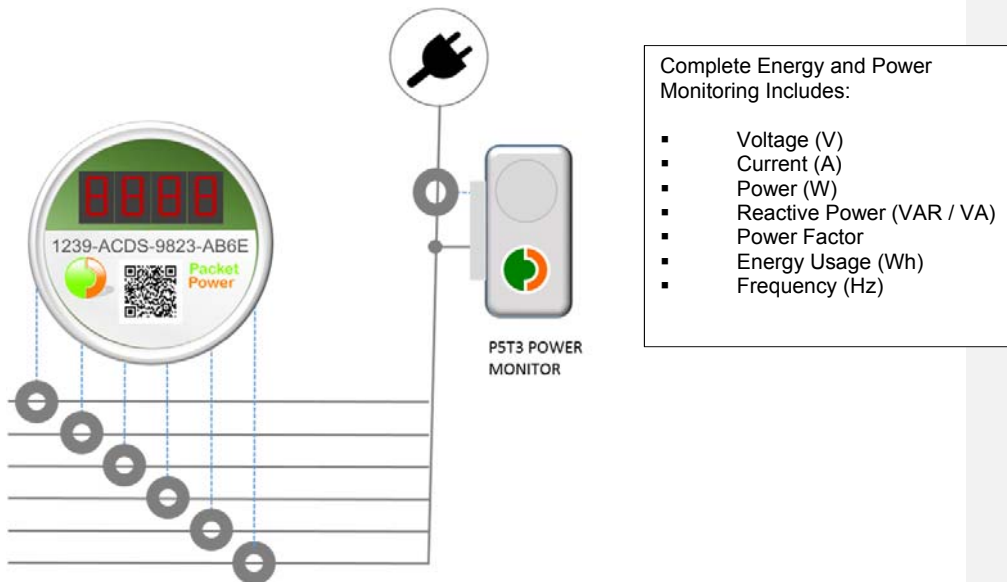 8888
1239-ACDS-9823-AB6E
Packet
Power
P5T3 POWER
MONITOR
Complete Energy and Power
Monitoring Includes:
▪ Voltage (V)
▪ Current (A)
▪ Power (W)
▪ Reactive Power (VAR / VA)
▪ Power Factor
▪ Energy Usage (Wh)
▪ Frequency (Hz)